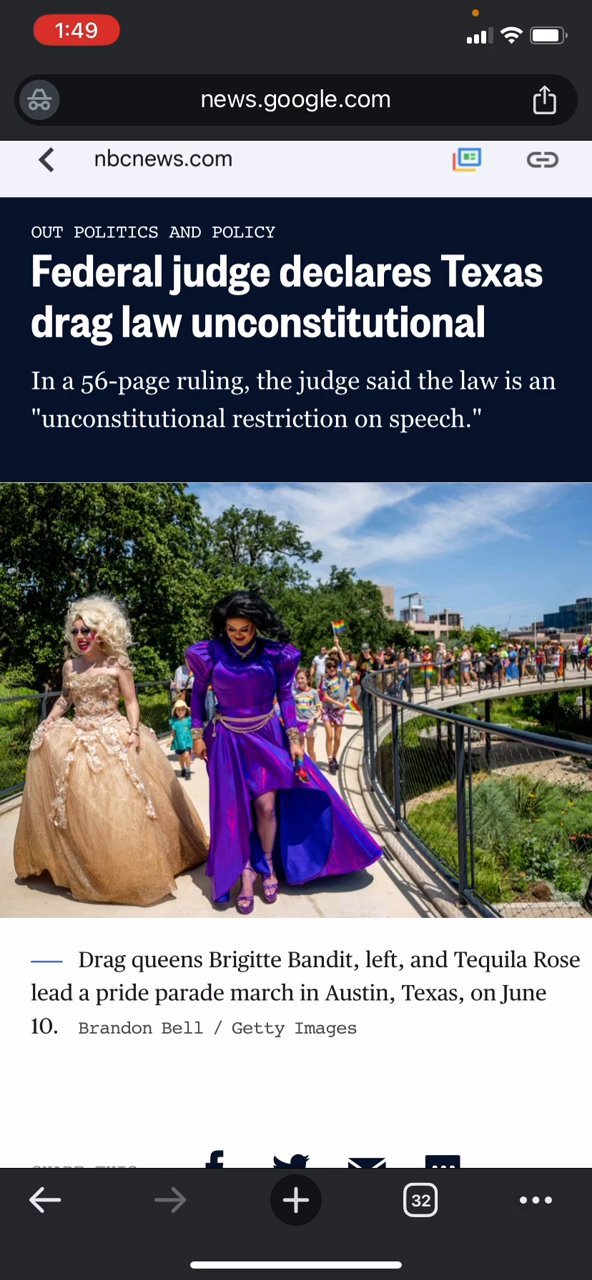 1:49
news.google.com
nbcnews.com
OUT POLITICS AND POLICY
Federal judge declares Texas
drag law unconstitutional
In a 56-page ruling, the judge said the law is an
"unconstitutional restriction on speech."
Drag queens Brigitte Bandit, left, and Tequila Rose
lead a pride parade march in Austin, Texas, on June
10. Brandon Bell / Getty Images
32